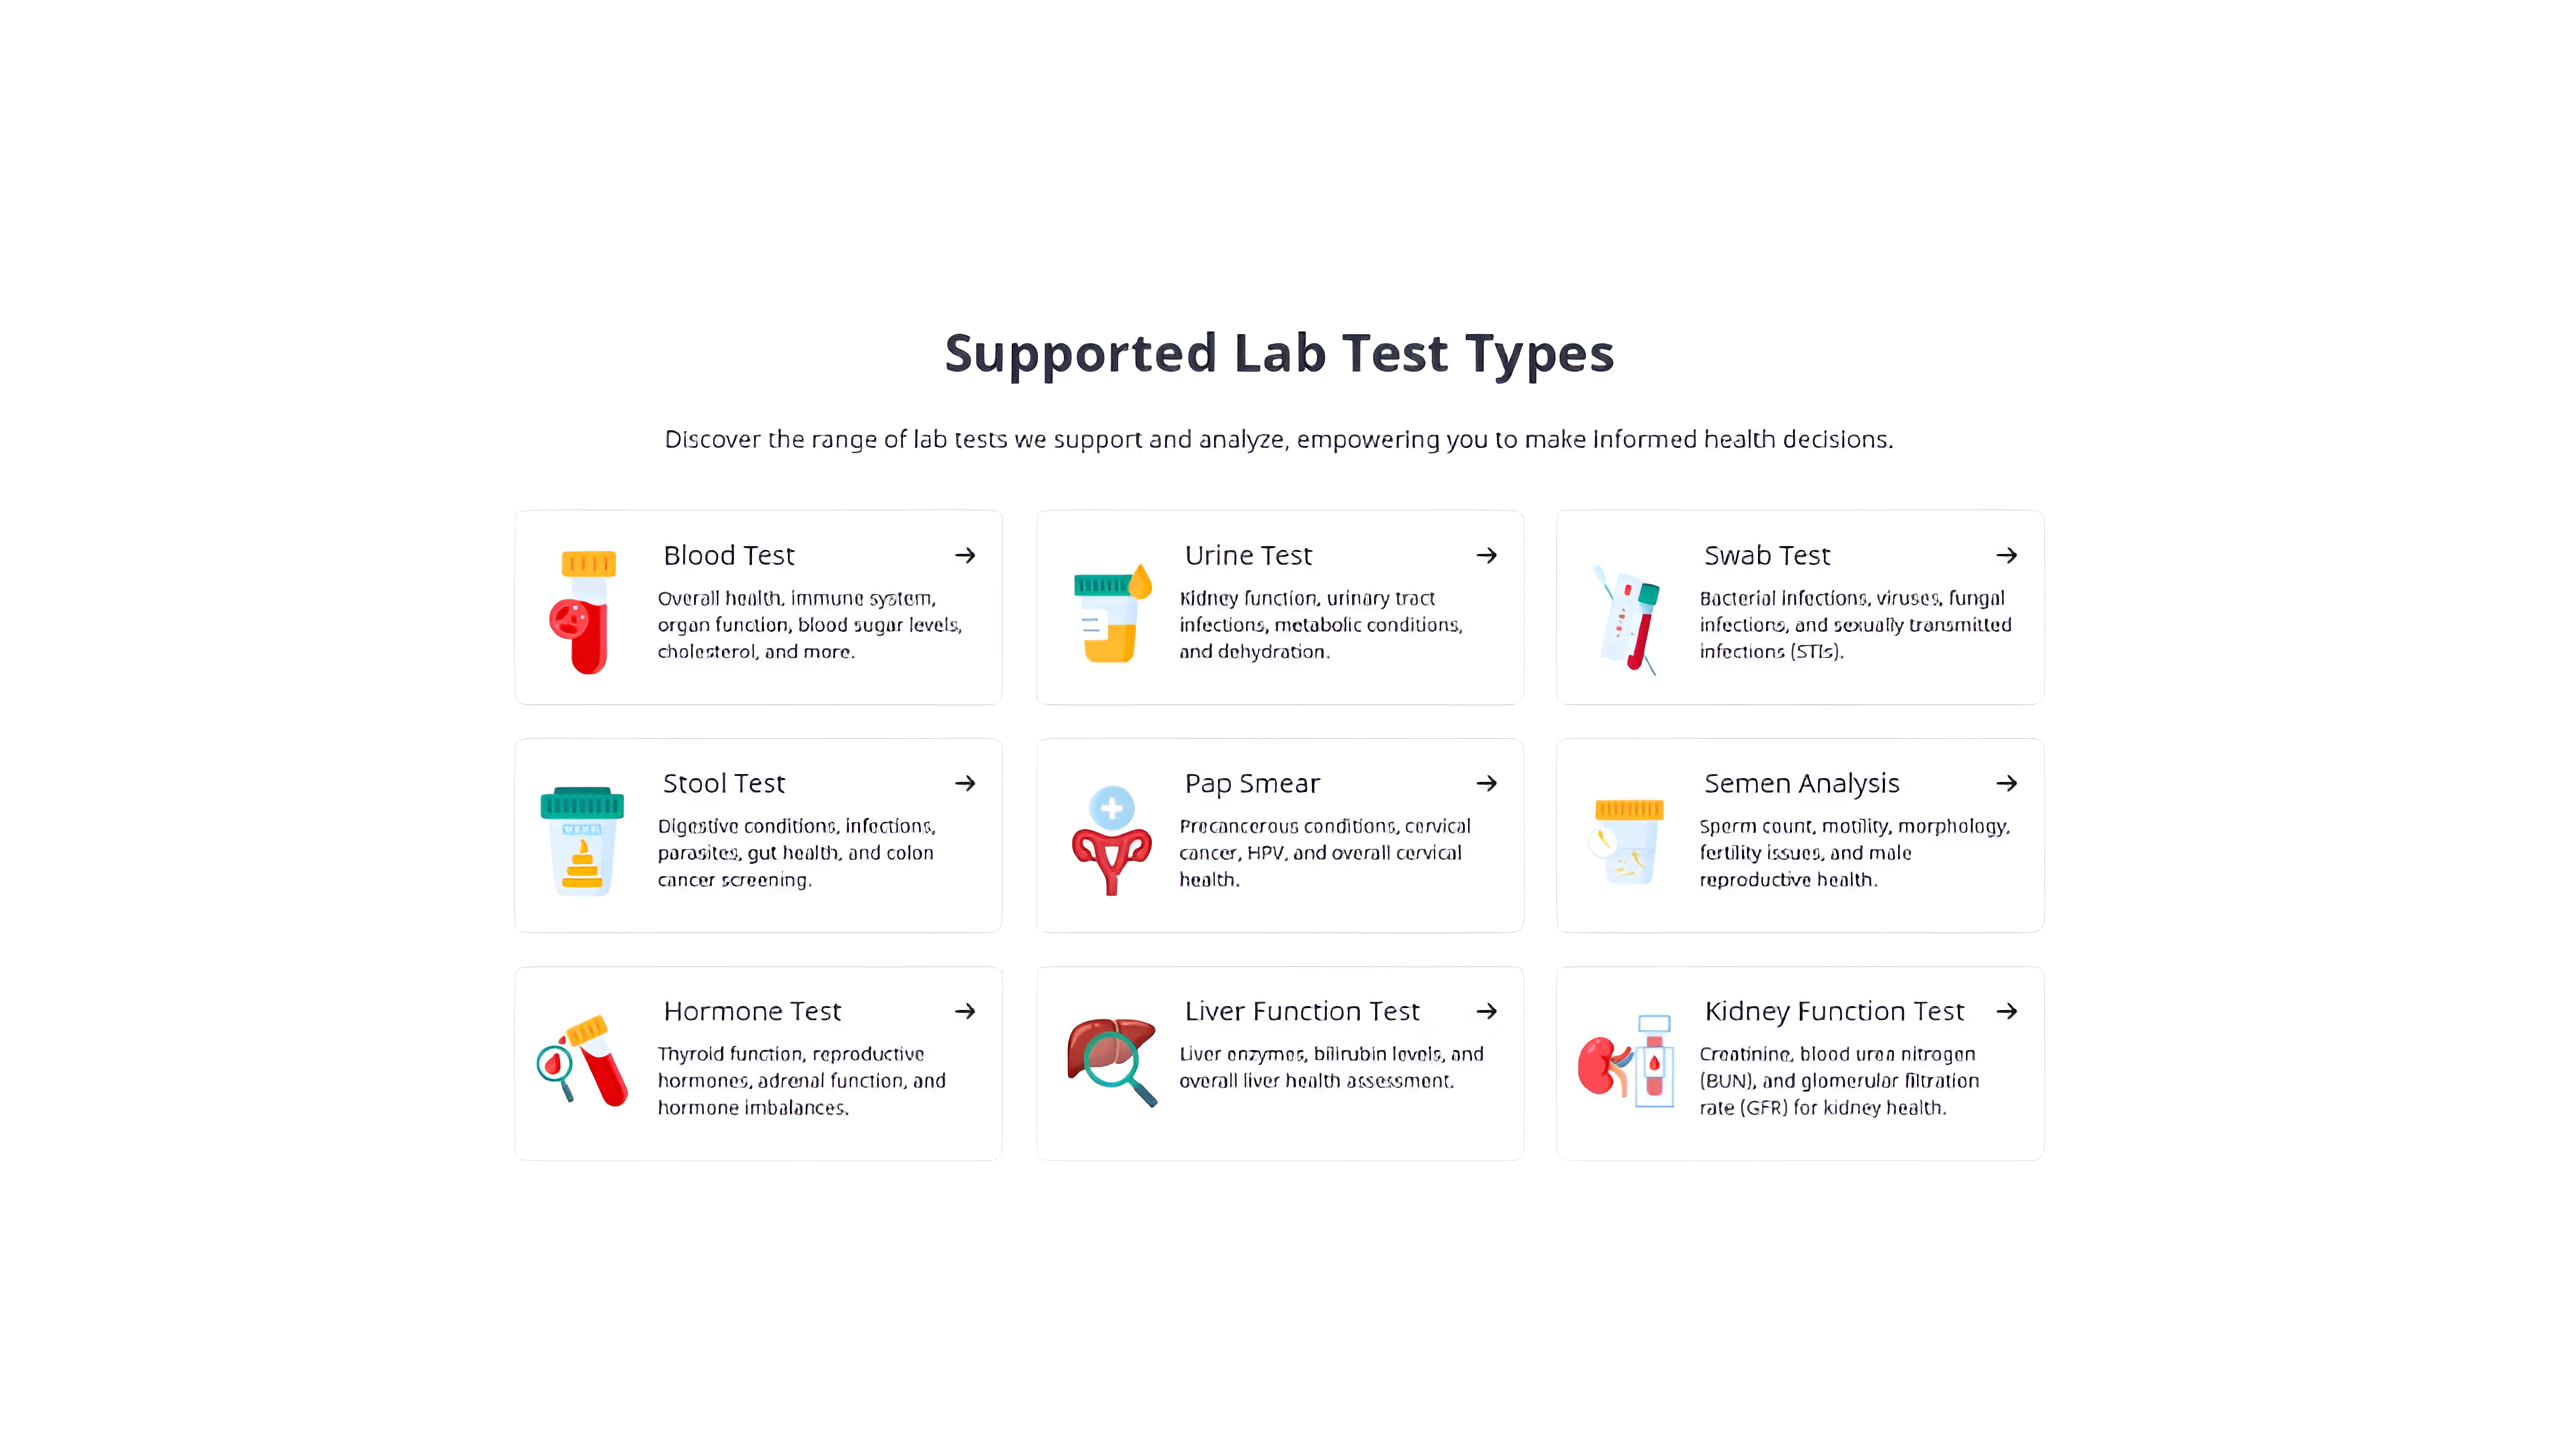 Supported Lab Test Types
Discover the range of lab tests we support and analyze, empowering you to make informed health decisions.
Blood Test
Overall health, immune system,
organ function, blood sugar levels,
cholesterol, and more.
Urine Test
Kidney function, urinary tract
infections, metabolic conditions,
and dehydration.
Swab Test
Bacterial infections, viruses, fungal
infections, and sexually transmitted
infections (STIs).
Stool Test
Digestive conditions, infections,
parasites, gut health, and colon
cancer screening.
Pap Smear
Precancerous conditions, cervical
cancer, HPV, and overall cervical
health.
Semen Analysis
Sperm count, motility, morphology,
fertility issues, and male
reproductive health.
Hormone Test
Thyroid function, reproductive
hormones, adrenal function, and
hormone imbalances.
Liver Function Test
Liver enzymes, bilirubin levels, and
overall liver health assessment.
Kidney Function Test
Creatinine, blood urea nitrogen
(BUN), and glomerular filtration
rate (GFR) for kidney health.